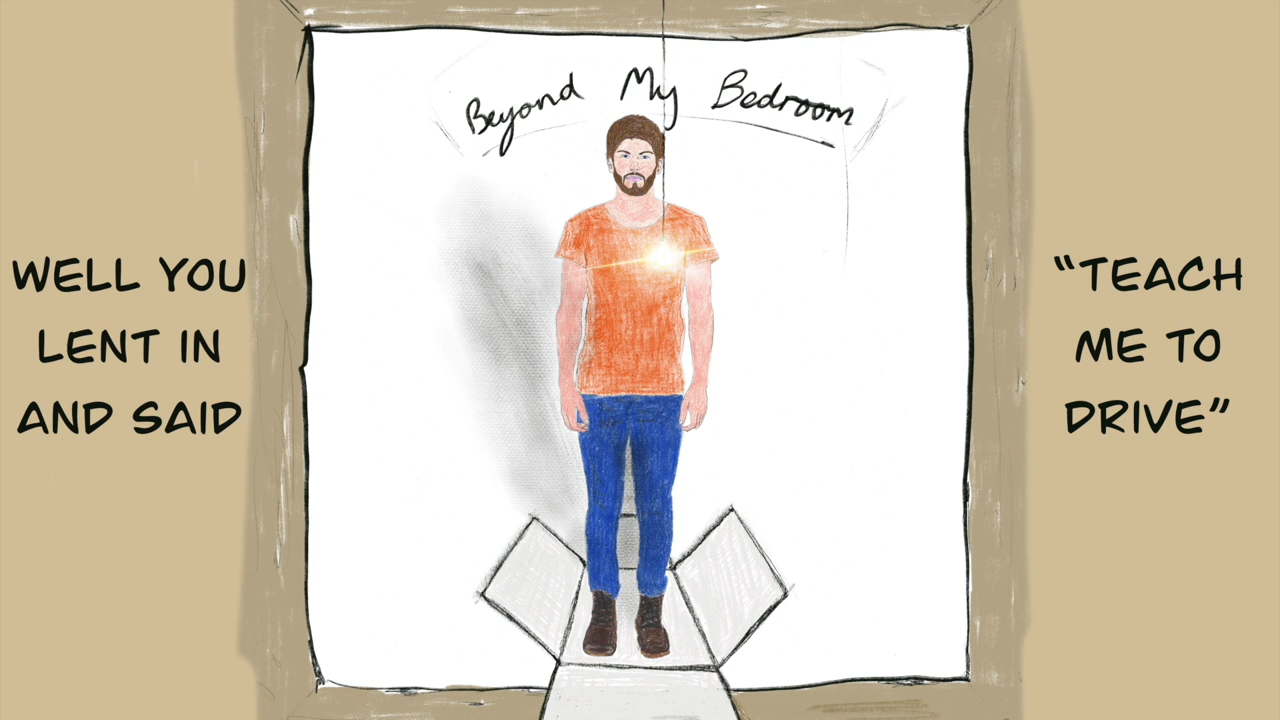 Beyond My Bedroom
WELL YOU
LENT IN
AND SAID
“TEACH
ME TO
DRIVE”